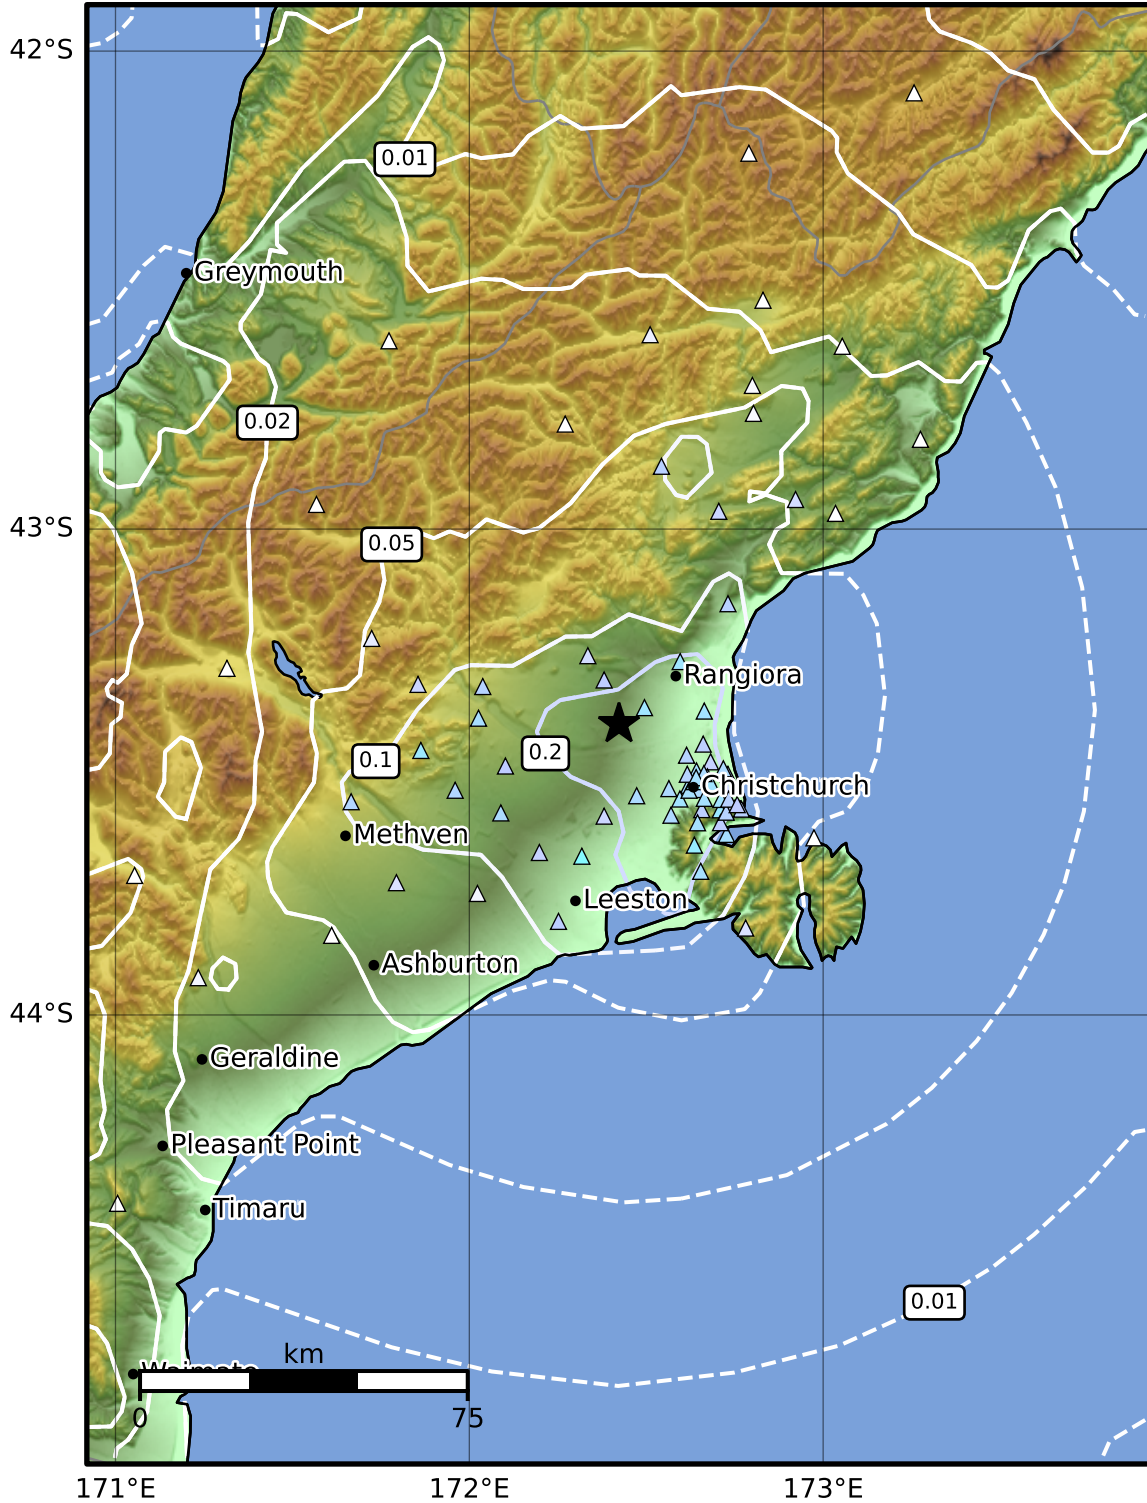 42°S
0.01
Greymouth
0.02
43°S
0.05
Rangiora
0.1
0.2
Christchurch
Methven
Leeston
Ashburton
44°S
Geraldine
Pleasant Point
Timaru
0.01
km
Waimate
0
75
171°E
172°E
173°E